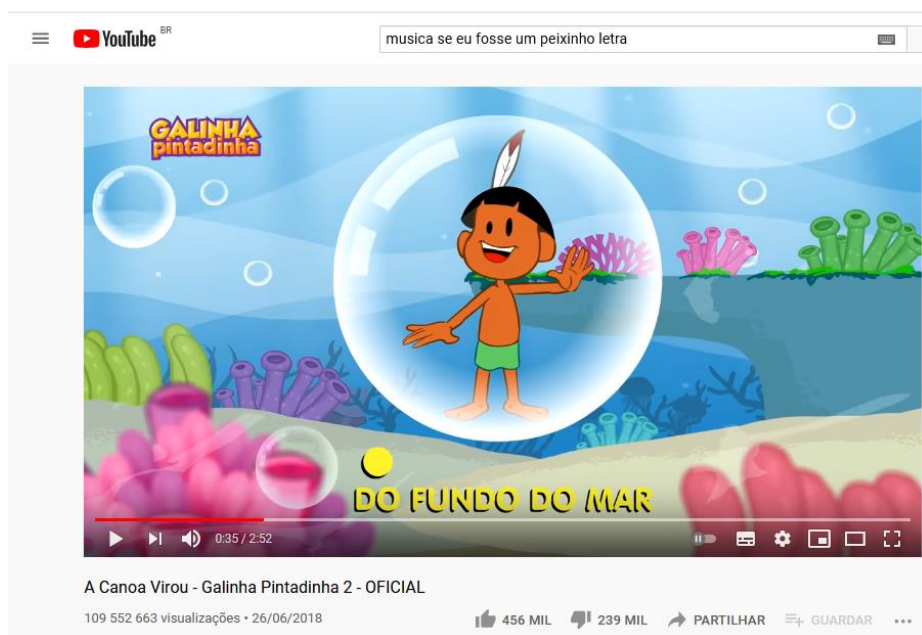 YouTube BR
musica se eu fosse um peixinho letra
GALINHA
pintadinha
DO FUNDO DO MAR
0:35 / 2:52
A Canoa Virou - Galinha Pintadinha 2 - OFICIAL
109 552 663 visualizações • 26/06/2018 456 MIL 239 MIL PARTILHAR GUARDAR